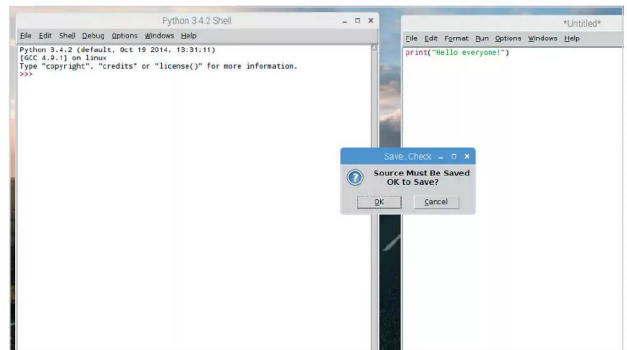 Python 3.4.2 Shell
File Edit Shell Debug Options Windows Help
Python 3.4.2 (default, Oct 19 2014, 13:31:11)
[GCC 4.9.1] on linux
Type "copyright", "credits" or "license()" for more information.
>>>
*Untitled*
File Edit Format Run Options Windows Help
print("Hello everyone!")
Save..Check
Source Must Be Saved
OK to Save?
OK
Cancel